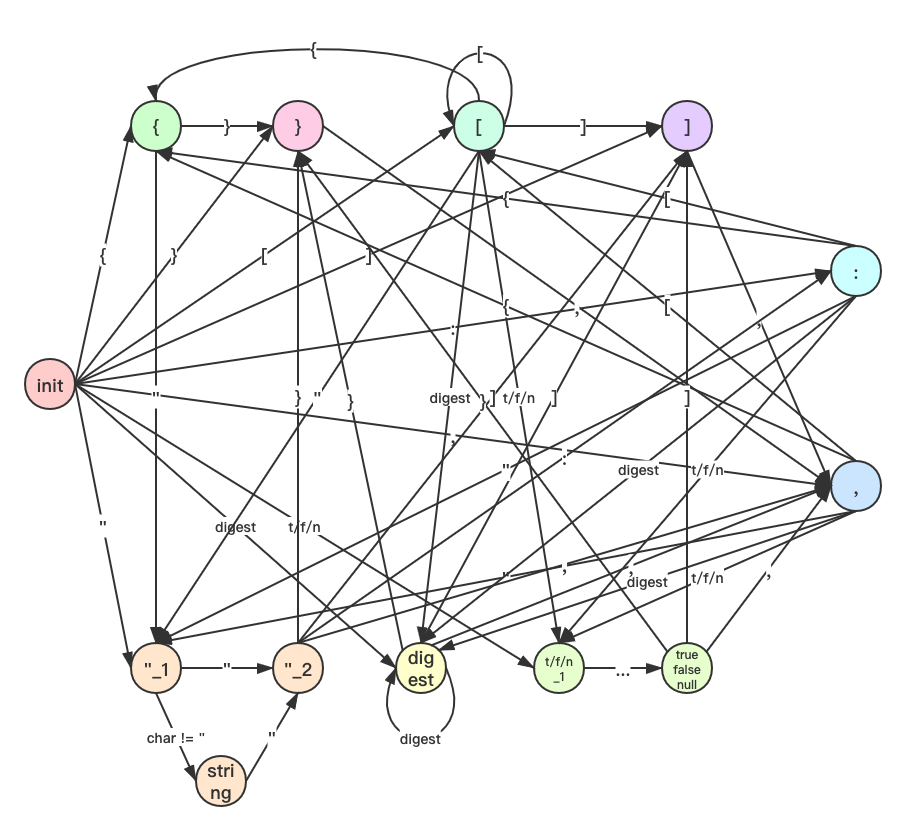 {
[
{
}
}
[
]
]
{
[
{
}
[
]
:
{
,
[
:
,
init
"
}
"
}
digest
}
]
t/f/n
]
]
,
:
"
digest
t/f/n
,
"
digest
t/f/n
"
,
,
digest
t/f/n
,
"_1
"
"_2
dig
est
t/f/n
_1
...
true
false
null
char != "
"
digest
stri
ng